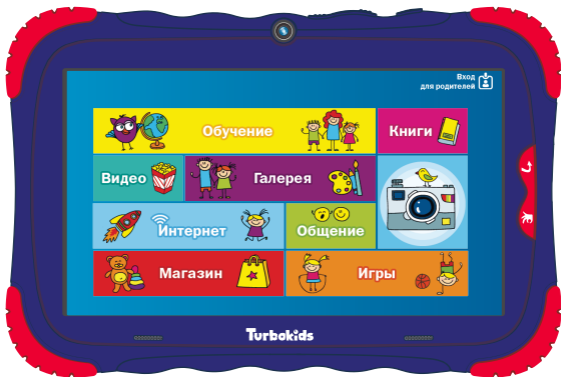 Вход
для родителей
Обучение
Книги
Видео
Галерея
Интернет
Общение
Магазин
Игры
Turbokids